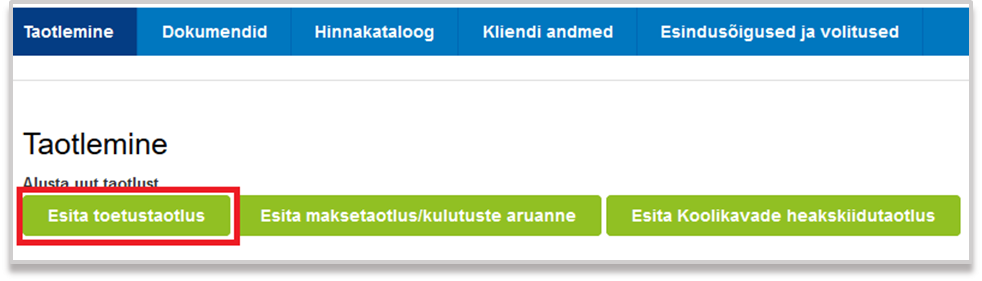 Taotlemine Dokumendid Hinnakataloog Kliendi andmed Esindusõigused ja volitused
Taotlemine
Alusta uut taotlust
Esita toetustaotlus Esita maksetaotlus/kulutuste aruanne Esita Koolikavade heakskiidutaotlus